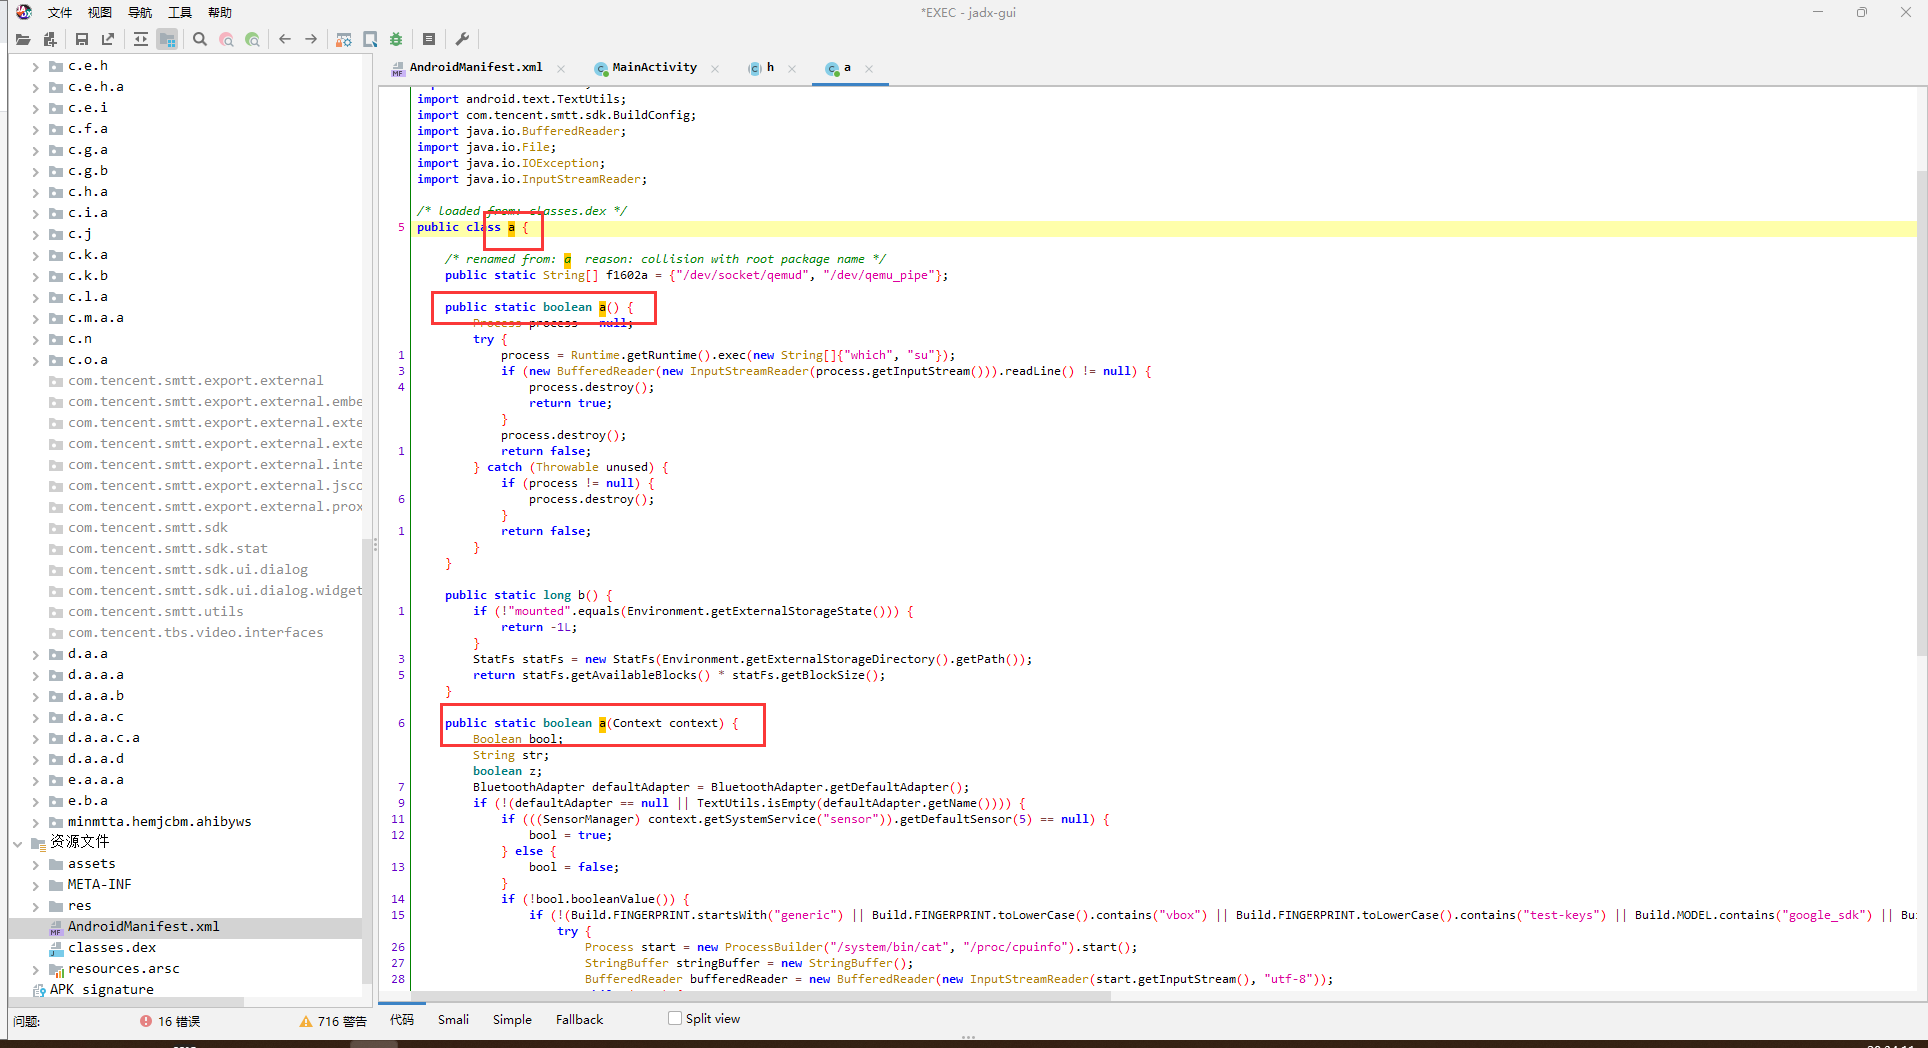 文件 视图 导航 工具 帮助
*EXEC - jadx-gui
c.e.h
c.e.h.a
c.e.i
c.f.a
c.g.a
c.g.b
c.h.a
c.i.a
c.j
c.k.a
c.k.b
c.l.a
c.m.a.a
c.n
c.o.a
com.tencent.smtt.export.external
com.tencent.smtt.export.external.embe
com.tencent.smtt.export.external.exte
com.tencent.smtt.export.external.exte
com.tencent.smtt.export.external.inte
com.tencent.smtt.export.external.jsco
com.tencent.smtt.export.external.prox
com.tencent.smtt.sdk
com.tencent.smtt.sdk.stat
com.tencent.smtt.sdk.ui.dialog
com.tencent.smtt.sdk.ui.dialog.widget
com.tencent.smtt.utils
com.tencent.tbs.video.interfaces
d.a.a
d.a.a.a
d.a.a.b
d.a.a.c
d.a.a.c.a
d.a.a.d
e.a.a.a
e.b.a
minmtta.hemjcbm.ahibyws
资源文件
assets
META-INF
res
AndroidManifest.xml
classes.dex
resources.arsc
APK signature
问题: 16 错误 716 警告
AndroidManifest.xml MainActivity h a
import android.text.TextUtils;
import com.tencent.smtt.sdk.BuildConfig;
import java.io.BufferedReader;
import java.io.File;
import java.io.IOException;
import java.io.InputStreamReader;
/* loaded from: classes.dex */
5 public class a {
/* renamed from: a  reason: collision with root package name */
public static String[] f1602a = {"/dev/socket/qemud", "/dev/qemu_pipe"};
public static boolean a() {
Process process = null;
try {
1 process = Runtime.getRuntime().exec(new String[]{"which", "su"});
3 if (new BufferedReader(new InputStreamReader(process.getInputStream())).readLine() != null) {
4 process.destroy();
return true;
}
process.destroy();
1 return false;
} catch (Throwable unused) {
if (process != null) {
6 process.destroy();
}
1 return false;
}
}
public static long b() {
1 if (!"mounted".equals(Environment.getExternalStorageState())) {
return -1L;
}
3 StatFs statFs = new StatFs(Environment.getExternalStorageDirectory().getPath());
5 return statFs.getAvailableBlocks() * statFs.getBlockSize();
}
6 public static boolean a(Context context) {
Boolean bool;
String str;
boolean z;
7 BluetoothAdapter defaultAdapter = BluetoothAdapter.getDefaultAdapter();
9 if (!(defaultAdapter == null || TextUtils.isEmpty(defaultAdapter.getName()))) {
11 if (((SensorManager) context.getSystemService("sensor")).getDefaultSensor(5) == null) {
12 bool = true;
} else {
13 bool = false;
}
14 if (!bool.booleanValue()) {
15 if (!(Build.FINGERPRINT.startsWith("generic") || Build.FINGERPRINT.toLowerCase().contains("vbox") || Build.FINGERPRINT.toLowerCase().contains("test-keys") || Build.MODEL.contains("google_sdk") || Bu
try {
26 Process start = new ProcessBuilder("/system/bin/cat", "/proc/cpuinfo").start();
27 StringBuffer stringBuffer = new StringBuffer();
28 BufferedReader bufferedReader = new BufferedReader(new InputStreamReader(start.getInputStream(), "utf-8"));
代码 Smali Simple Fallback Split view